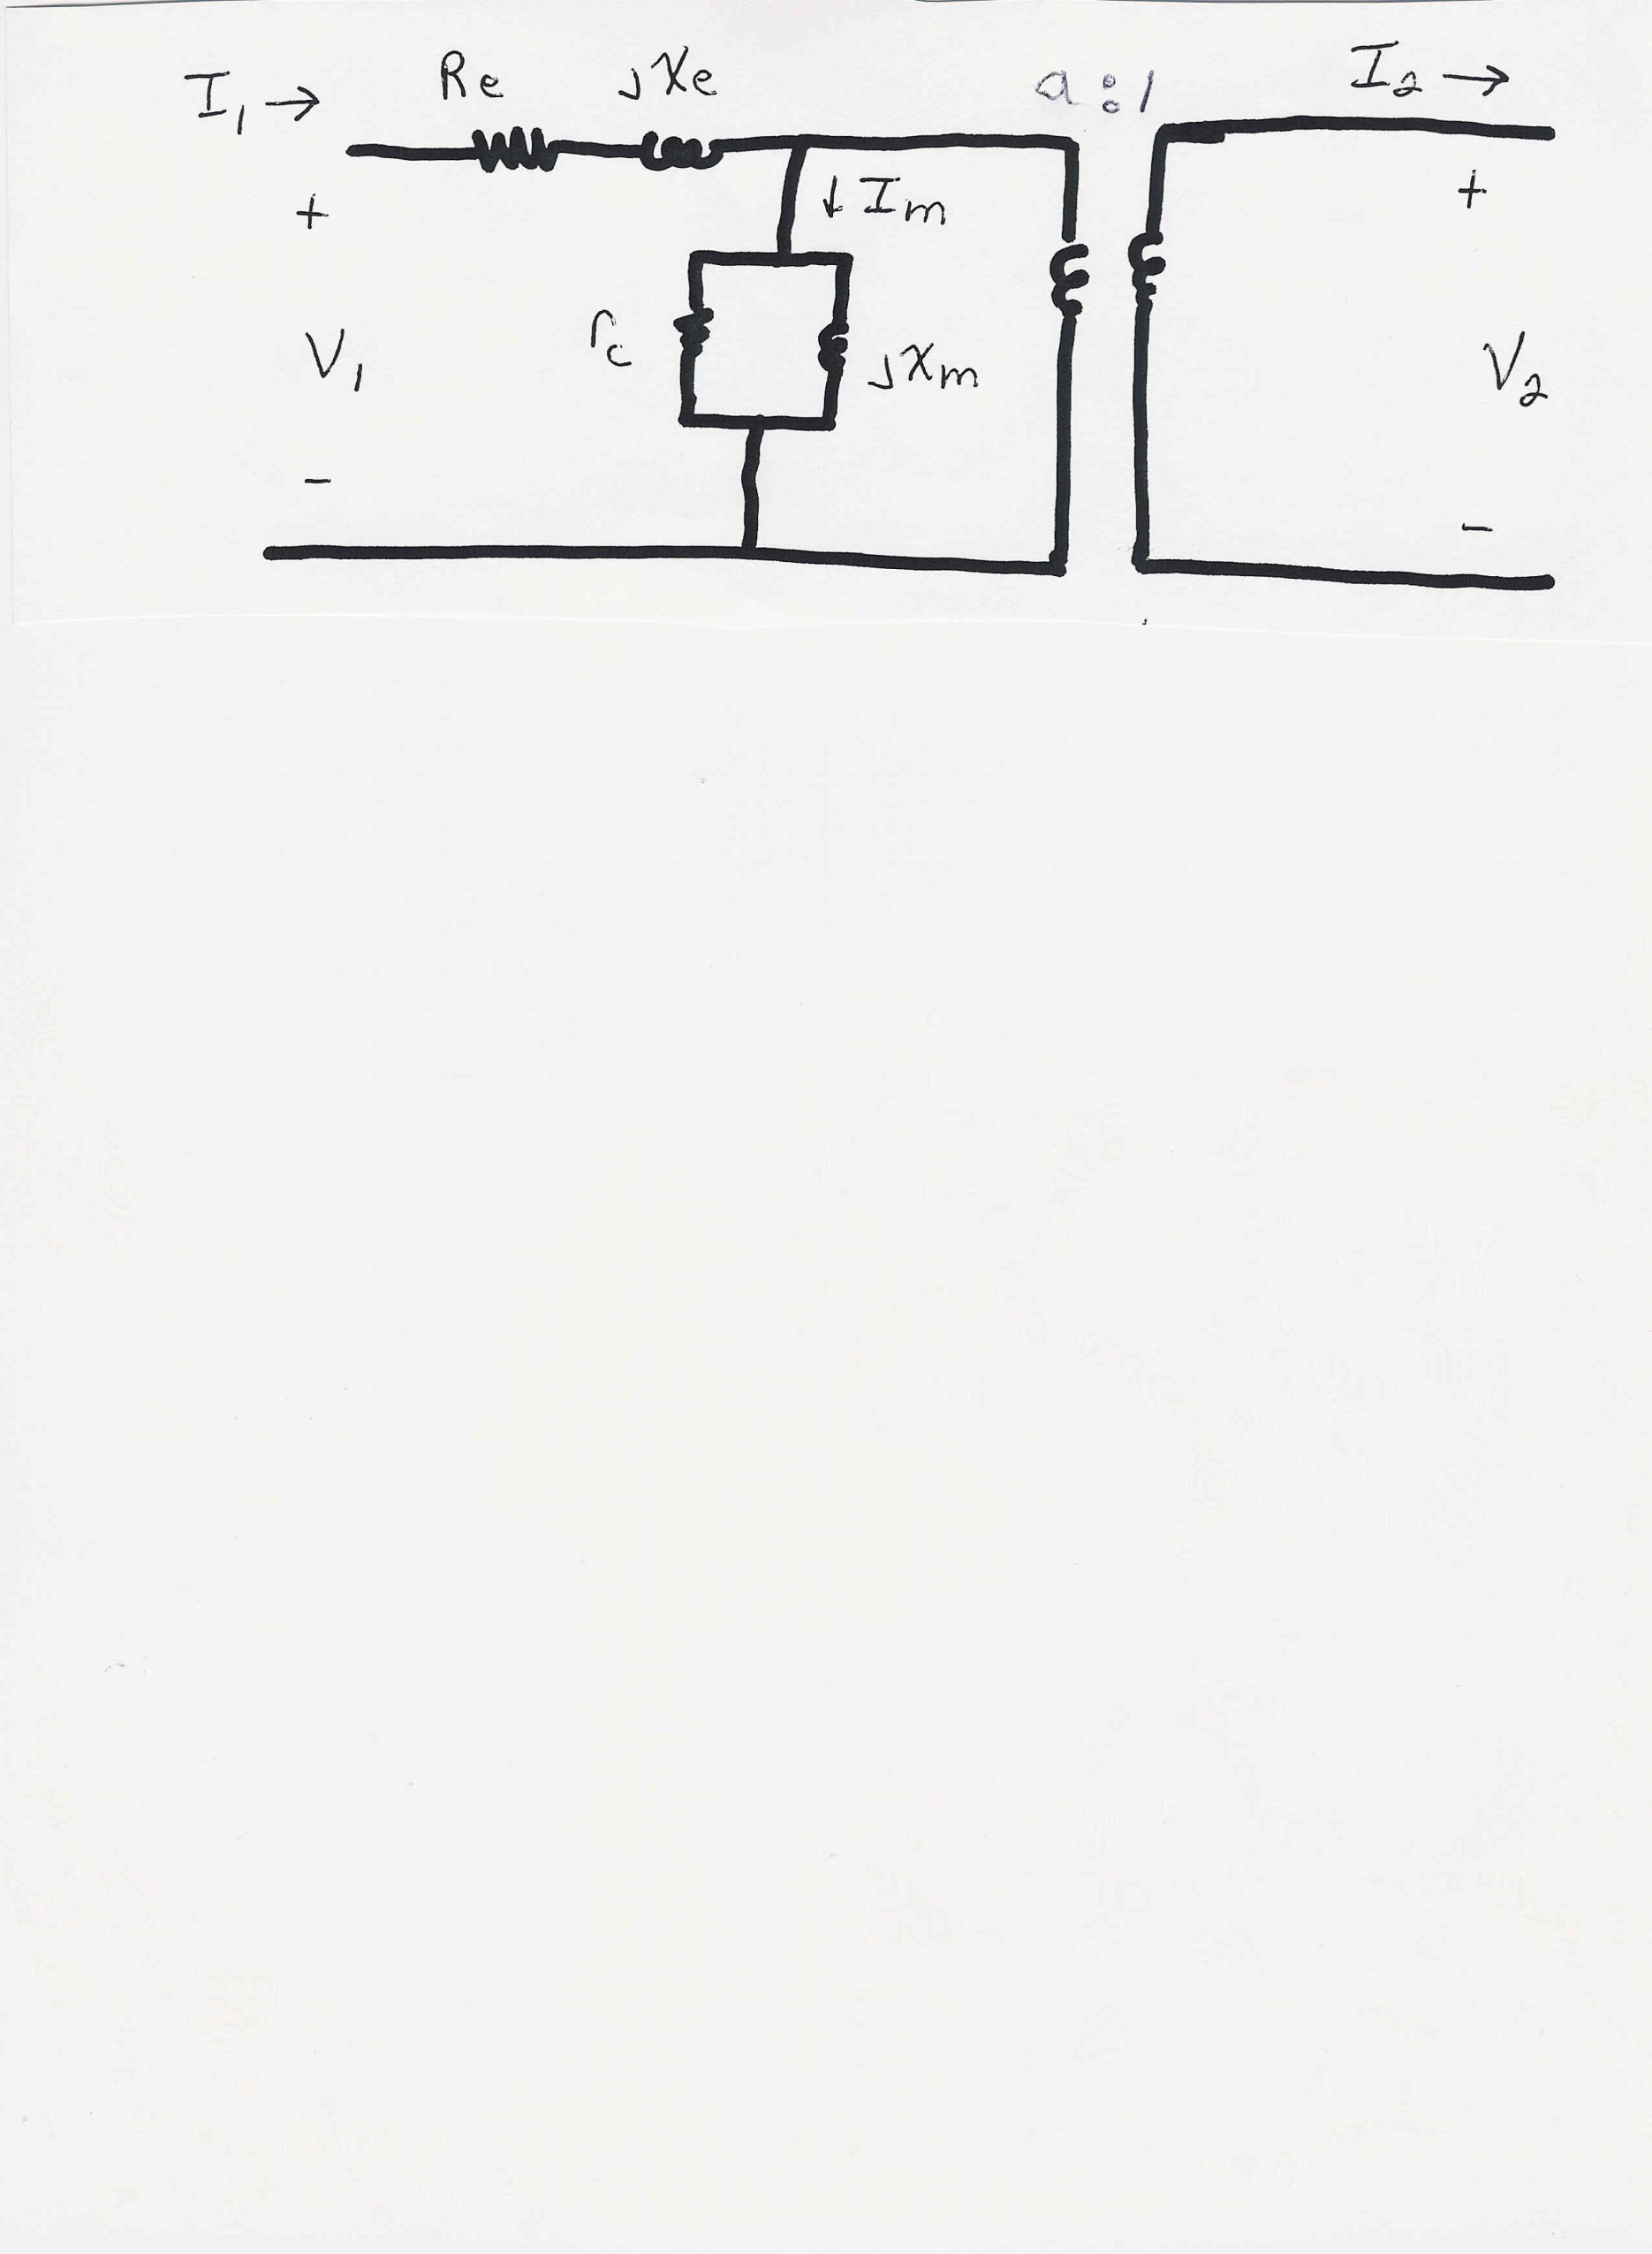 I₁ → Re jXe a:1 I₂ →
+ ↓ Im +
rc jXm
V₁ V₂
- -